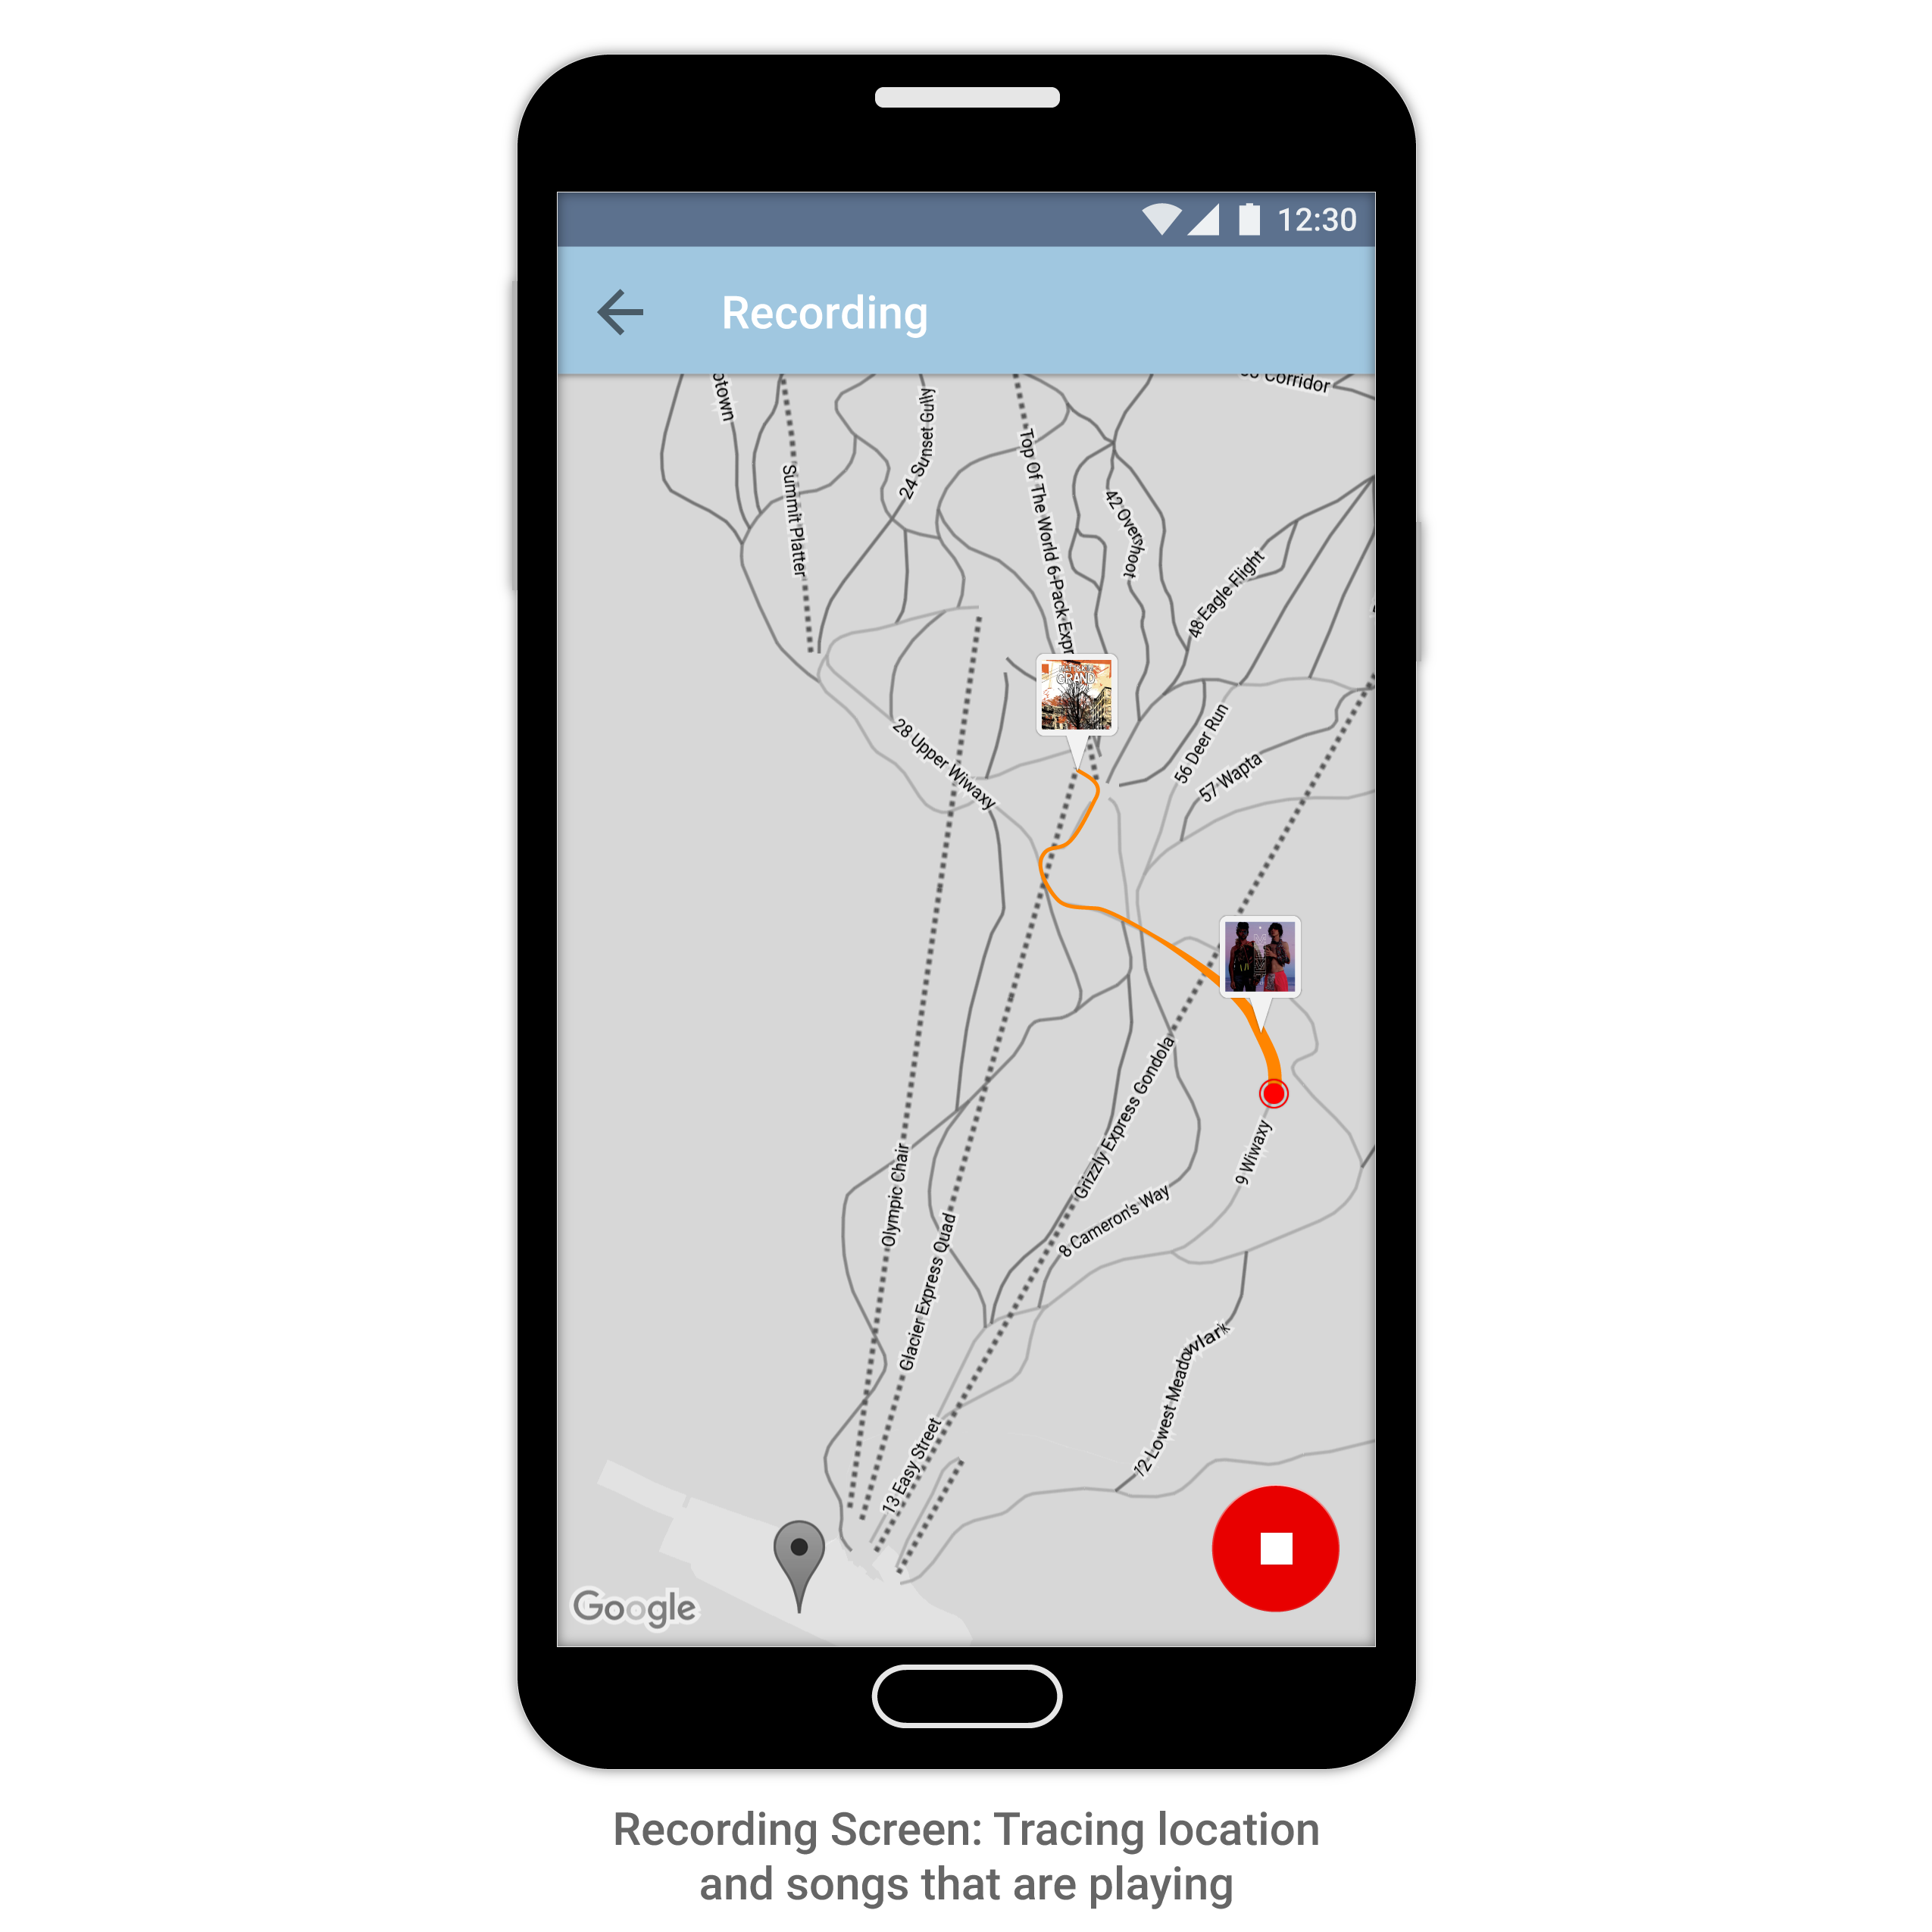 12:30
Recording
otown
Corridor
24 Sunset Gully
Summit Platter
Top Of The World 6-Pack Expr
42 Overshoot
48 Eagle Flight
GRAND
28 Upper Wiwaxy
56 Deer Run
57 Wapta
Grizzly Express Gondola
9 Wiwaxy
Olympic Chair
8 Cameron's Way
Glacier Express Quad
12 Lowest Meadowlark
13 Easy Street
Google
Recording Screen: Tracing location
and songs that are playing